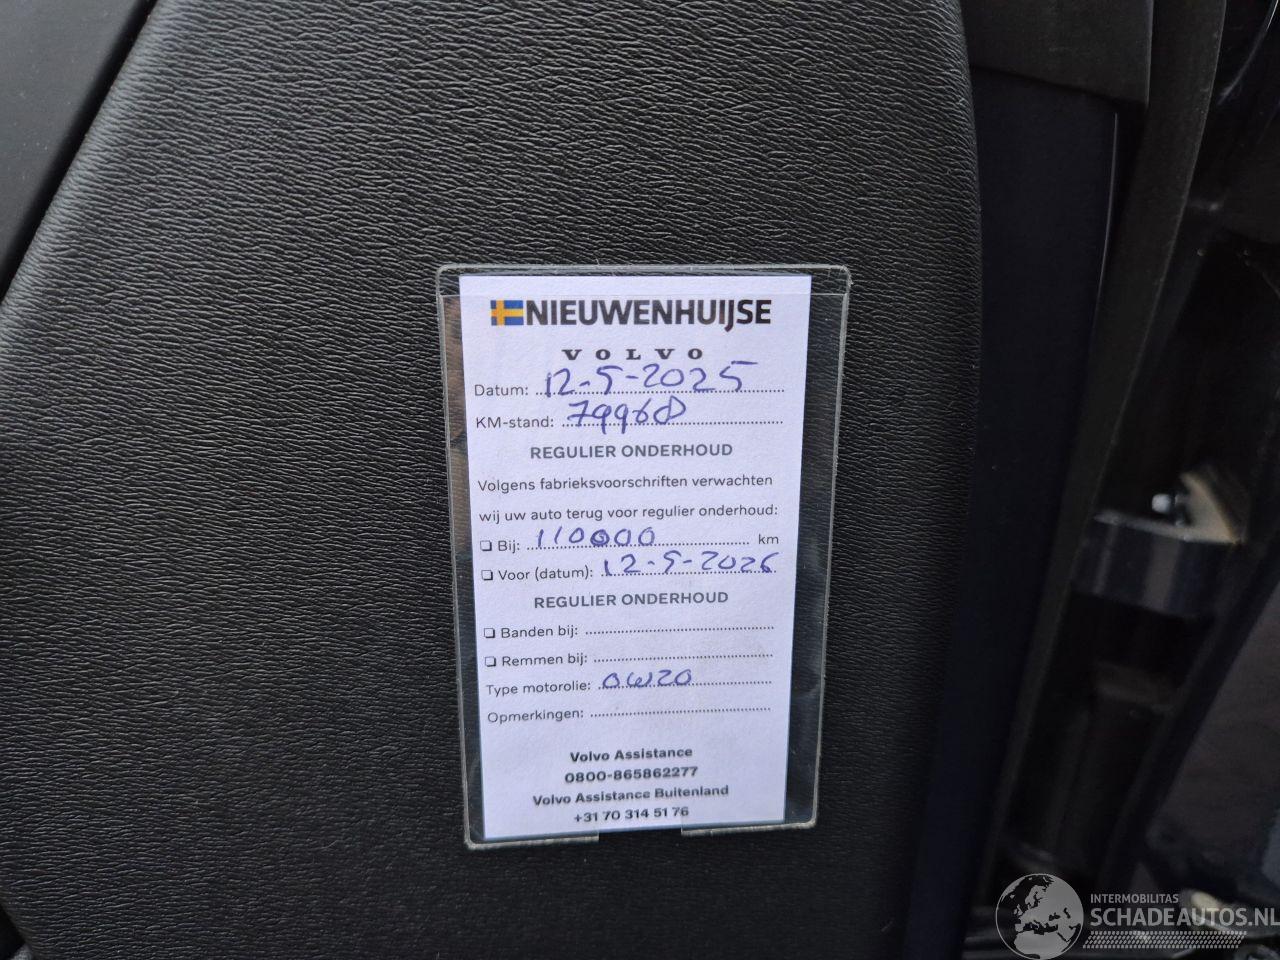 NIEUWENHUIJSE
VOLVO
Datum: 12-5-2025
KM-stand: 79968
REGULIER ONDERHOUD
Volgens fabrieksvoorschriften verwachten
wij uw auto terug voor regulier onderhoud:
❏ Bij: 110000 km
❏ Voor (datum): 12-5-2026
REGULIER ONDERHOUD
❏ Banden bij:
❏ Remmen bij:
Type motorolie: 0W20
Opmerkingen:
Volvo Assistance
0800-865862277
Volvo Assistance Buitenland
+31 70 314 51 76
INTERMOBILITAS
SCHADEAUTOS.NL